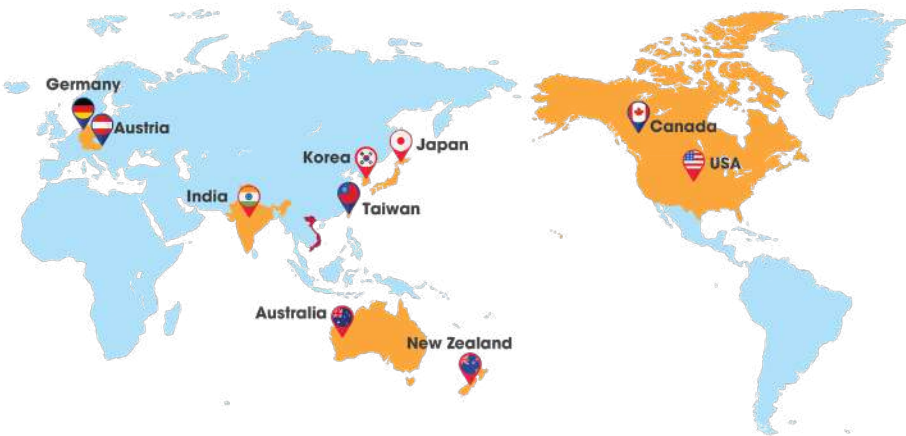 Germany
Austria
Canada
Japan
Korea
USA
India
Taiwan
Australia
New Zealand